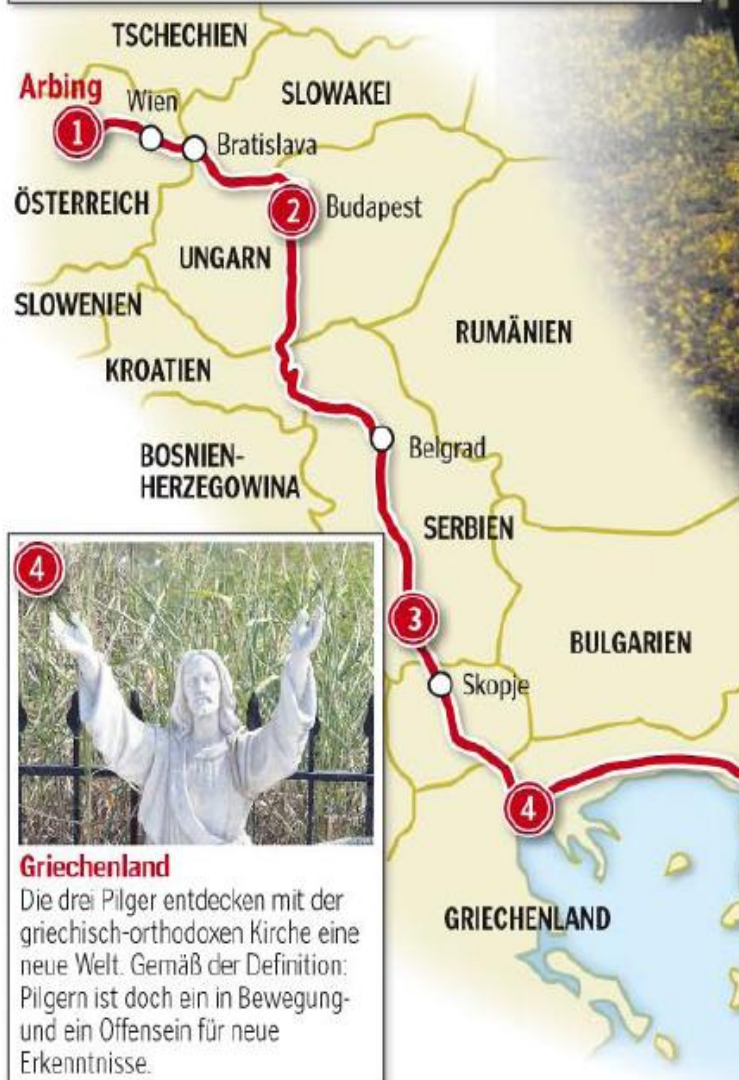 TSCHECHIEN
Arbing
Wien
SLOWAKEI
1
Bratislava
ÖSTERREICH
2
Budapest
UNGARN
SLOWENIEN
RUMÄNIEN
KROATIEN
Belgrad
BOSNIEN-
HERZEGOWINA
SERBIEN
3
BULGARIEN
Skopje
4
GRIECHENLAND
4
Griechenland
Die drei Pilger entdecken mit der
griechisch-orthodoxen Kirche eine
neue Welt. Gemäß der Definition:
Pilgern ist doch ein in Bewegung-
und ein Offensein für neue
Erkenntnisse.